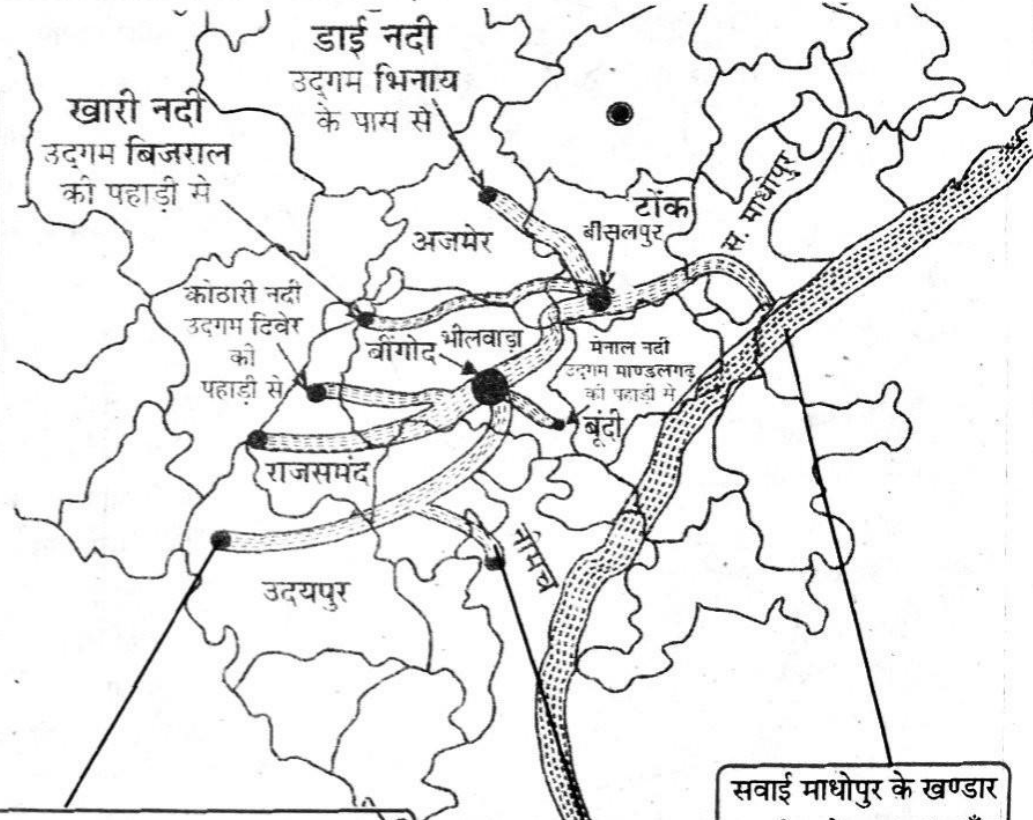 डाई नदी
उद्गम भिनाय
के पास से
खारी नदी
उद्गम बिजराल
की पहाड़ी से
टोंक
बीसलपुर
स. माधोपुर
अजमेर
कोठारी नदी
उद्गम दिवेर
की
पहाड़ी से
बींगोद
भीलवाड़ा
मेनाल नदी
उद्गम माण्डलगढ़
की पहाड़ी से
बूंदी
राजसमंद
नीमच
उदयपुर
सवाई माधोपुर के खण्डार